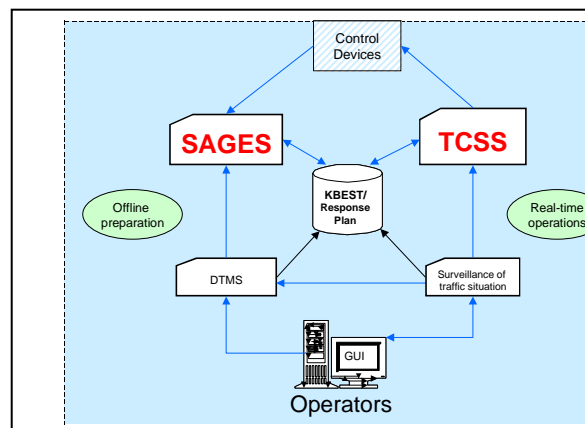 Control
Devices
SAGES
TCSS
KBEST/
Response
Plan
Offline
preparation
Real-time
operations
DTMS
Surveillance of
traffic situation
GUI
Operators